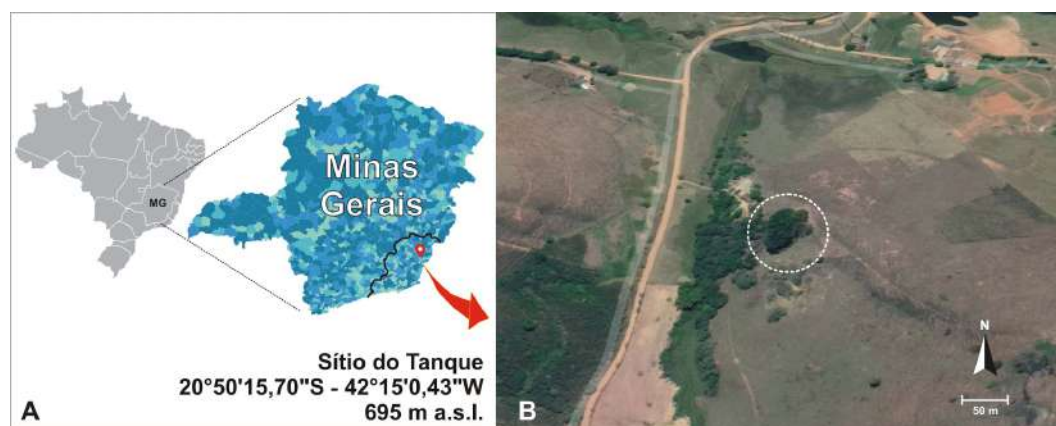 MG
Minas
Gerais
Sítio do Tanque
20°50'15,70"S - 42°15'0,43"W
695 m a.s.l.
A
B
N
50 m